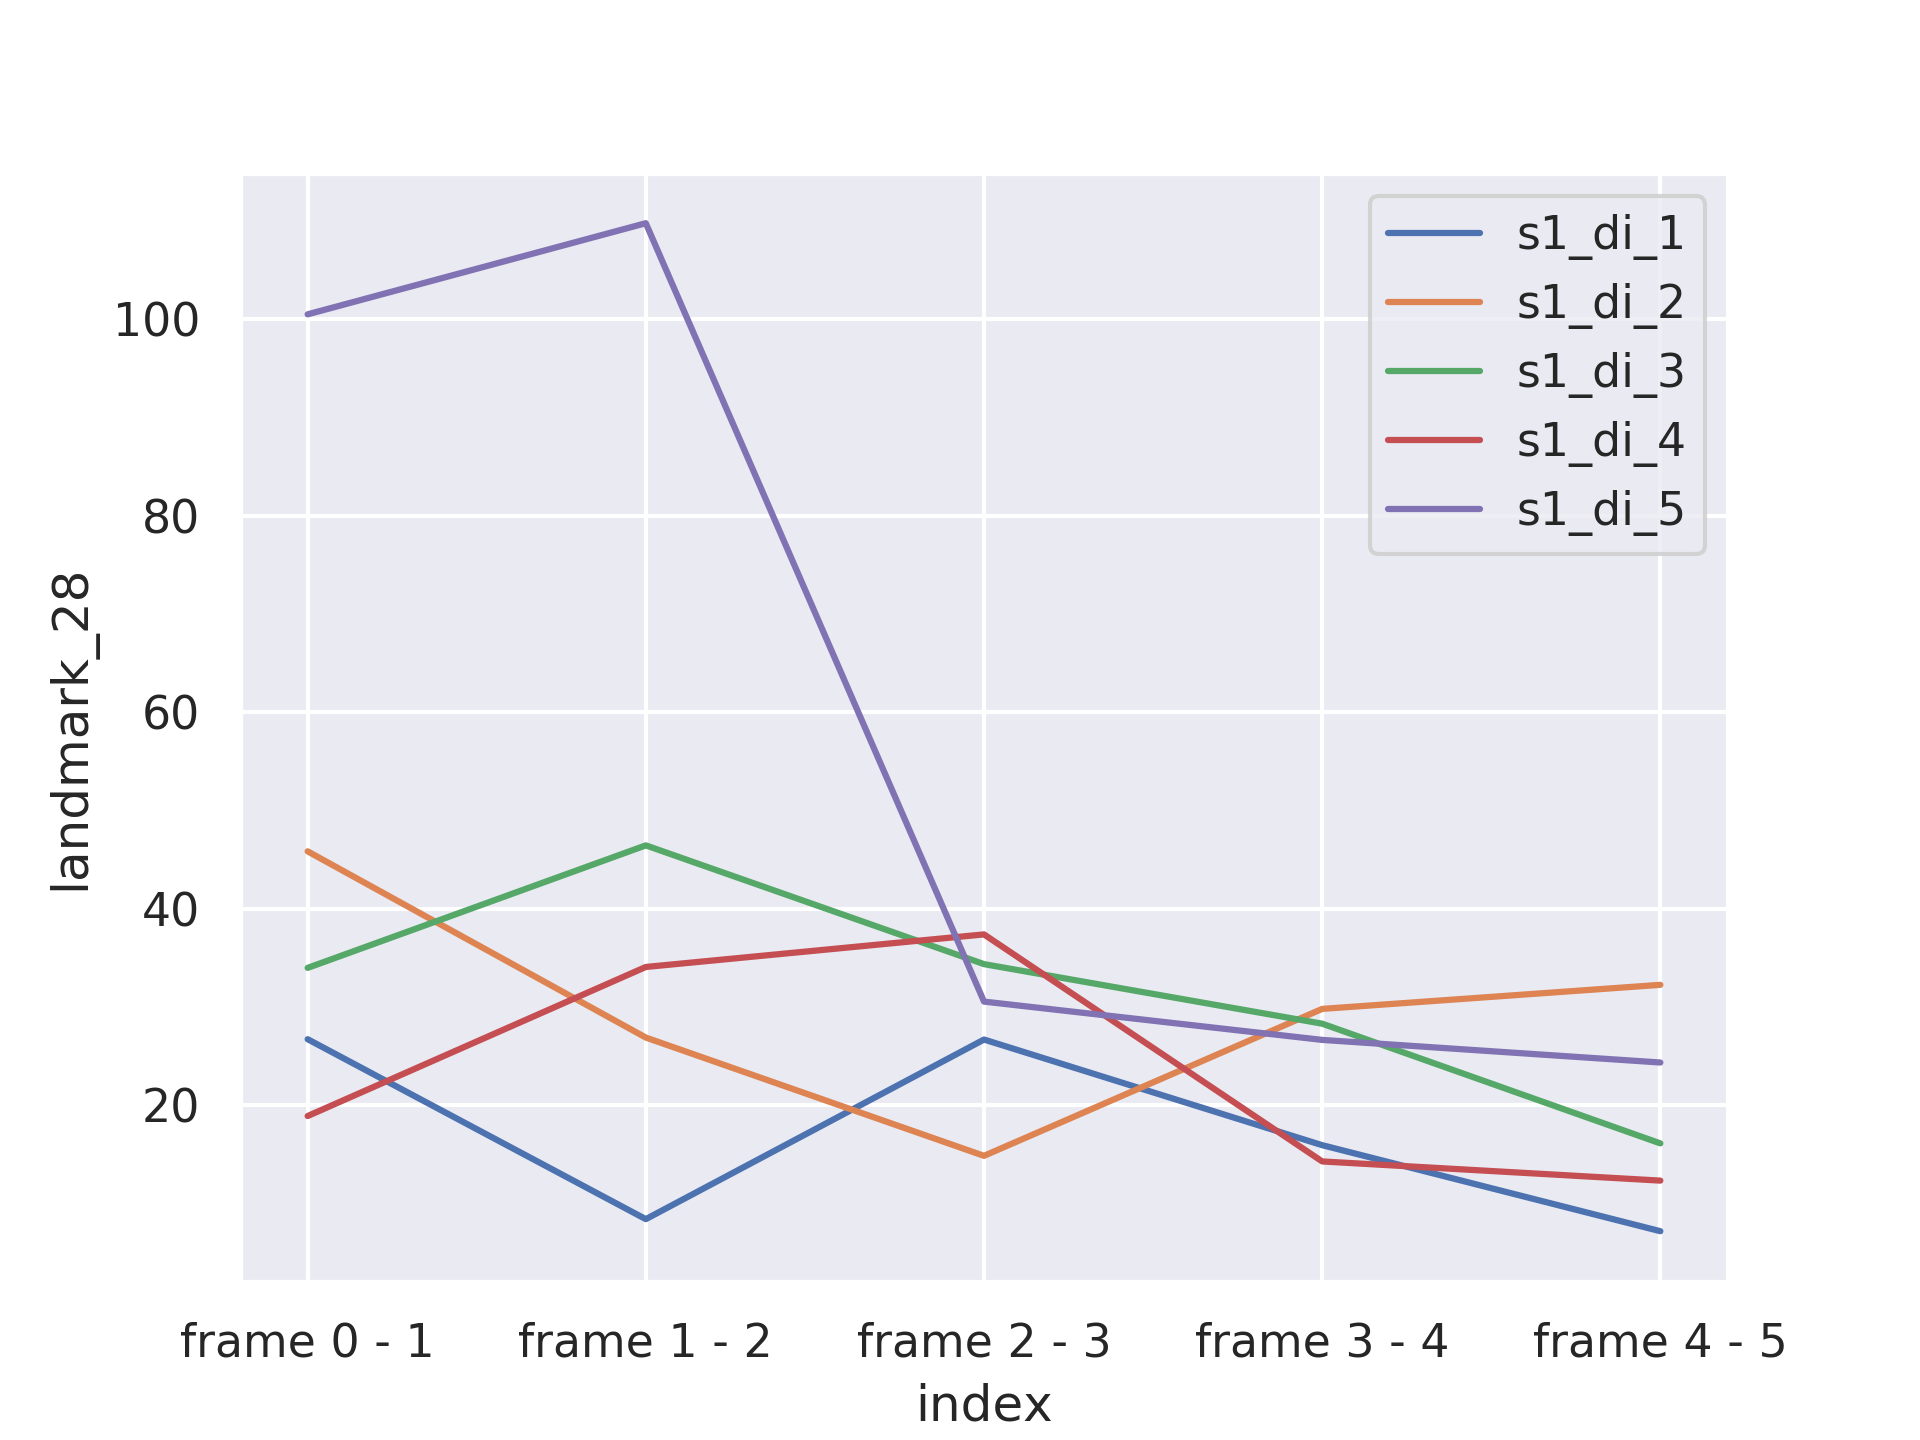 s1_di_1
s1_di_2
s1_di_3
s1_di_4
s1_di_5
100
80
60
40
20
landmark_28
frame 0 - 1 frame 1 - 2 frame 2 - 3 frame 3 - 4 frame 4 - 5
index